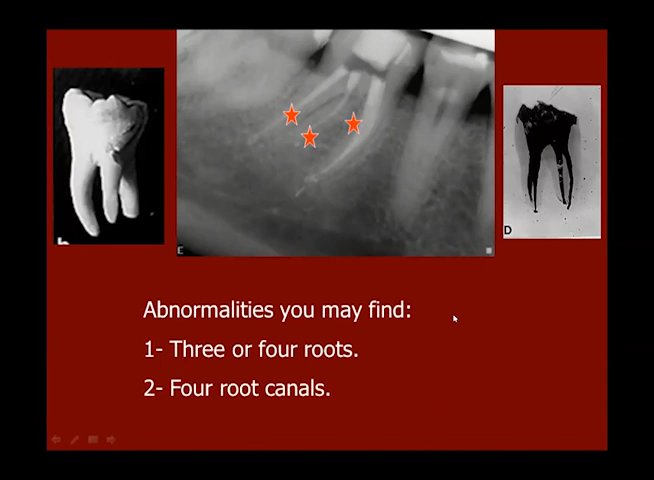 D
Abnormalities you may find:
1- Three or four roots.
2- Four root canals.